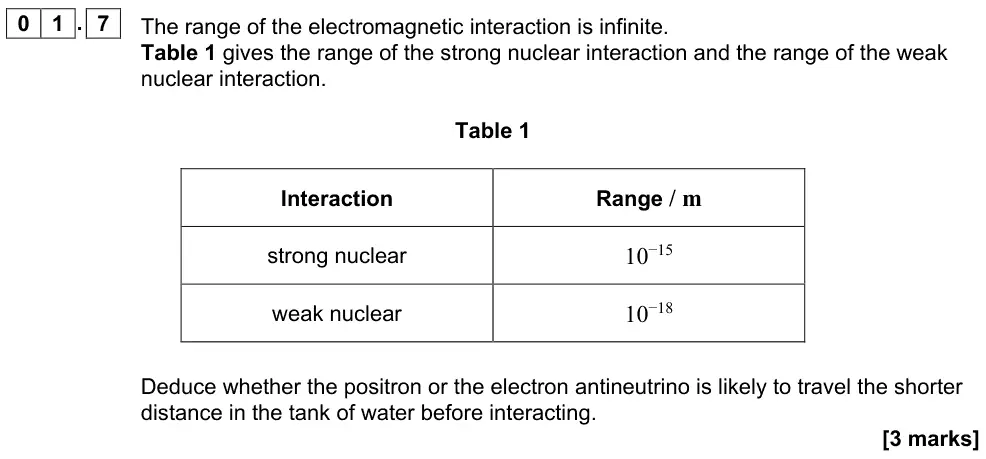 01.7 The range of the electromagnetic interaction is infinite.
Table 1 gives the range of the strong nuclear interaction and the range of the weak
nuclear interaction.
Table 1
Interaction Range / m
strong nuclear 10⁻¹⁵
weak nuclear 10⁻¹⁸
Deduce whether the positron or the electron antineutrino is likely to travel the shorter
distance in the tank of water before interacting.
[3 marks]